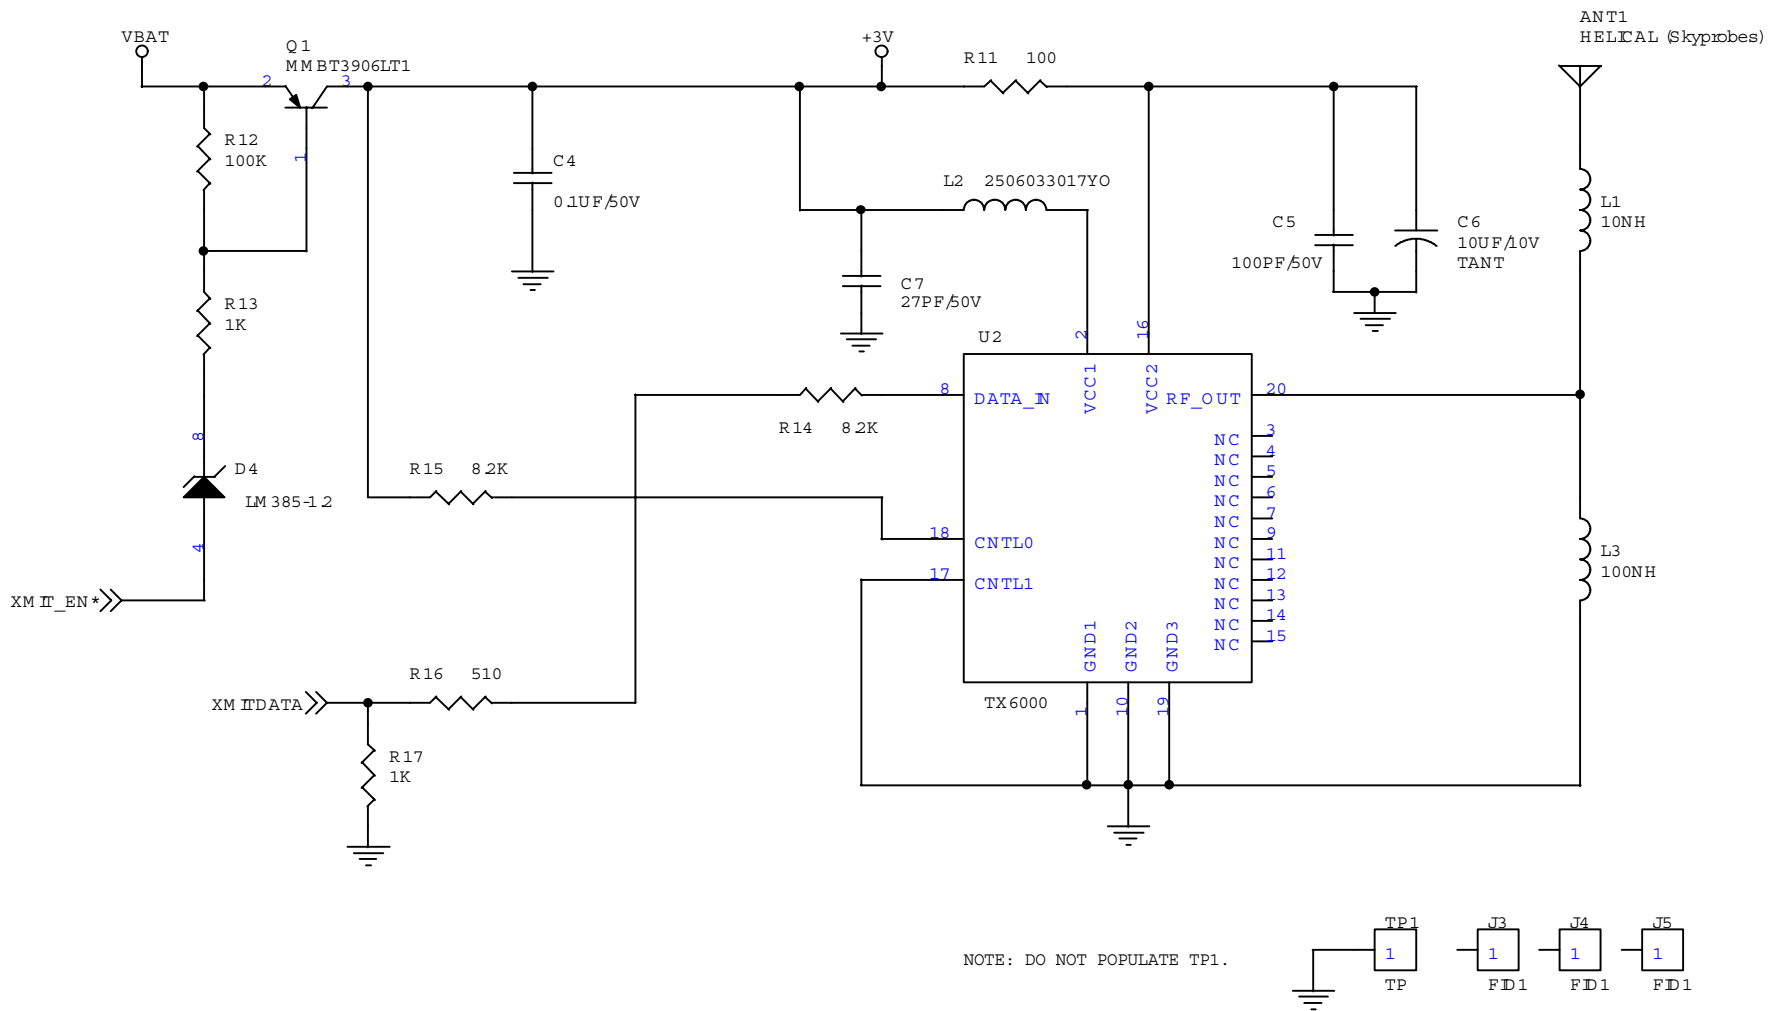 ANT1
HELICAL (Skyprobes)
VBAT
+3V
Q1
MMBT3906LT1
2
3
1
R11 100
R12
100K
C4
0.1UF/50V
L2 2506033017YO
L1
10NH
C5
100PF/50V
C6
10UF/10V
TANT
C7
27PF/50V
R13
1K
U2
2
16
VCC1
VCC2
8
DATA_IN
RF_OUT
20
R14 8.2K
8
D4
LM385-1.2
4
R15 8.2K
NC 3
NC 4
NC 5
NC 6
NC 7
NC 9
NC 11
NC 12
NC 13
NC 14
NC 15
18
CNTL0
17
CNTL1
L3
100NH
XMIT_EN*
GND1
GND2
GND3
1
10
19
TX6000
R16 510
XMITDATA
R17
1K
NOTE: DO NOT POPULATE TP1.
TP1
1
TP
J3
1
FID1
J4
1
FID1
J5
1
FID1